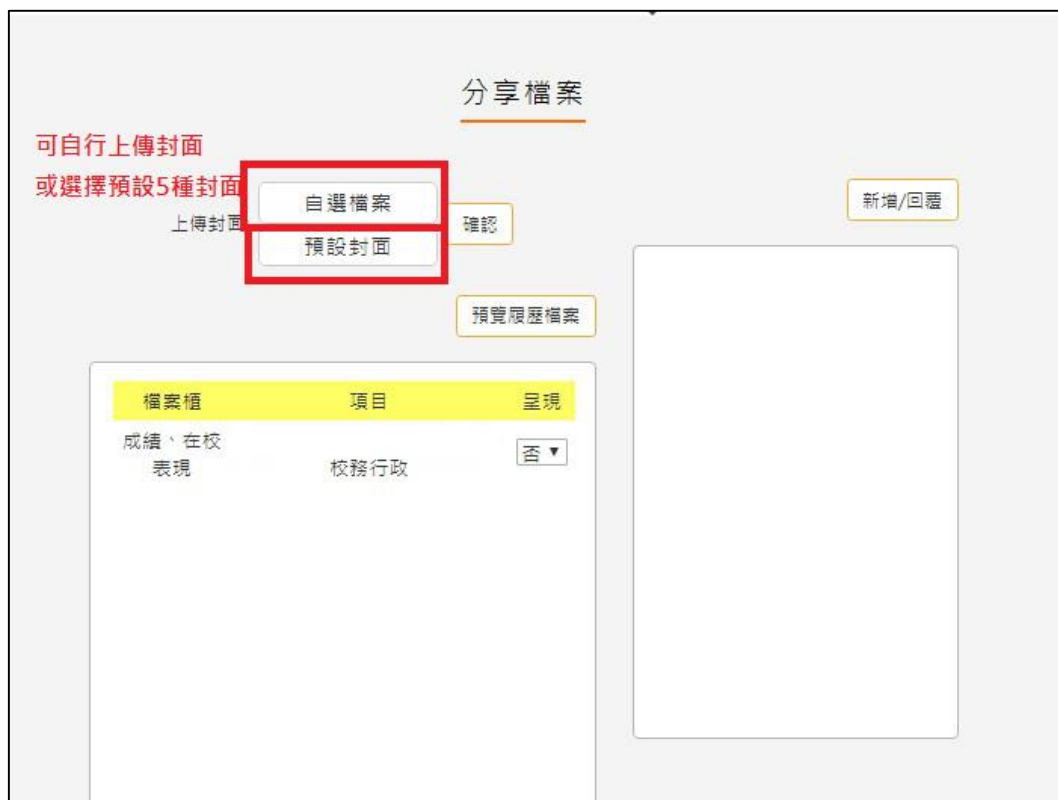 分享檔案
可自行上傳封面
或選擇預設5種封面
自選檔案
上傳封面
預設封面
確認
新增/回覆
預覽履歷檔案
檔案櫃 項目 呈現
成績、在校
表現 校務行政 否